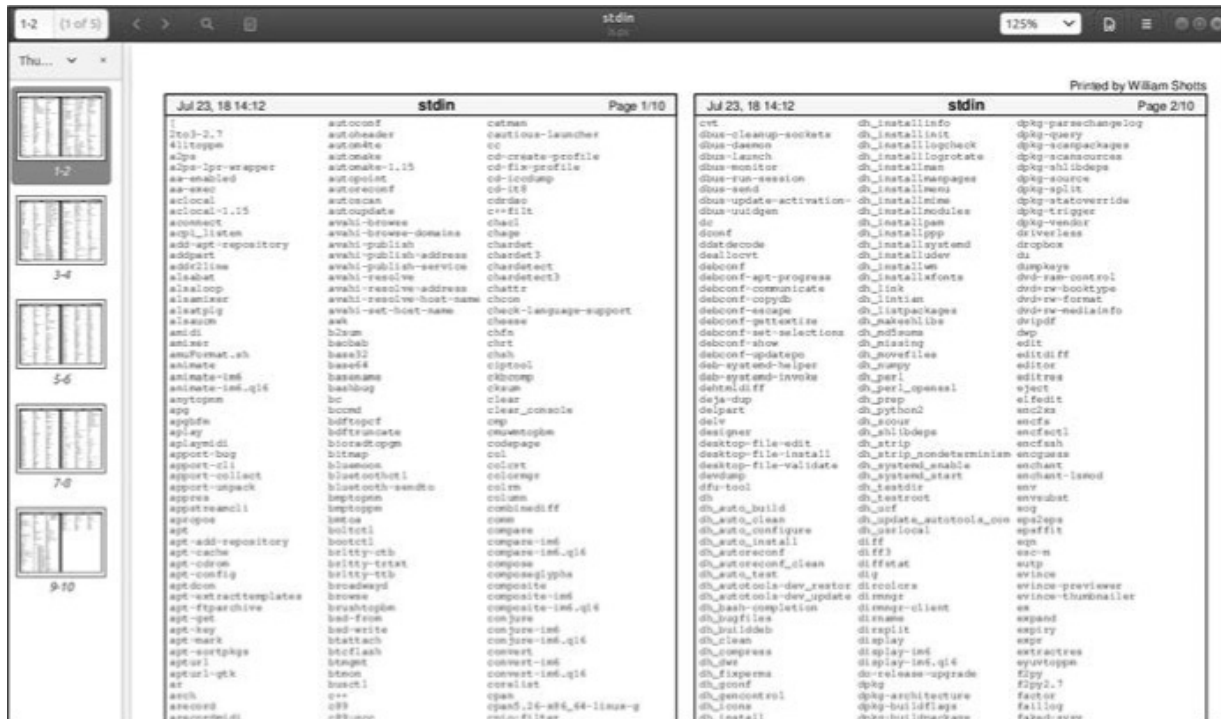 1-2 (1 of 5)
stdin
125%
Thu...
1-2
3-4
5-6
7-8
9-10
Printed by William Shotts
Jul 23, 18 14:12 stdin Page 1/10
[
2to3-2.7
411toppm
a2ps
a2ps-lpr-wrapper
aa-enabled
aa-exec
aclocal
aclocal-1.15
aconnect
acpi_listen
add-apt-repository
addpart
addr2line
alsabat
alsaloop
alsamixer
alsatplg
alsaucm
amidi
amixer
amuFormat.sh
animate
animate-im6
animate-im6.q16
anytopnm
apg
apgbfm
aplay
aplaymidi
apport-bug
apport-cli
apport-collect
apport-unpack
appres
appstreamcli
apropos
apt
apt-add-repository
apt-cache
apt-cdrom
apt-config
aptdcon
apt-extracttemplates
apt-ftparchive
apt-get
apt-key
apt-mark
apt-sortpkgs
apturl
apturl-gtk
ar
arch
arecord
arecordmidi
autoconf
autoheader
autom4te
automake
automake-1.15
autopoint
autoreconf
autoscan
autoupdate
avahi-browse
avahi-browse-domains
avahi-publish
avahi-publish-address
avahi-publish-service
avahi-resolve
avahi-resolve-address
avahi-resolve-host-name
avahi-set-host-name
awk
b2sum
baobab
base32
base64
basename
bashbug
bc
bccmd
bdftopcf
bdftruncate
bioradtopgm
bitmap
bluemoon
bluetoothctl
bluetooth-sendto
bmptopnm
bmptoppm
bmtoa
boltctl
bootctl
brltty-ctb
brltty-trtxt
brltty-ttb
broadwayd
browse
brushtopbm
bsd-from
bsd-write
btattach
btcflash
btmgmt
btmon
busctl
c++
c89
c89-gcc
catman
cautious-launcher
cc
cd-create-profile
cd-fix-profile
cd-iccdump
cd-it8
cdrdao
c++filt
chacl
chage
chardet
chardet3
chardetect
chardetect3
chattr
chcon
check-language-support
cheese
chfn
chrt
chsh
ciptool
ckbcomp
cksum
clear
clear_console
cmp
cmuwmtopbm
codepage
col
colcrt
colormgr
colrm
column
combinediff
comm
compare
compare-im6
compare-im6.q16
compose
composeglyphs
composite
composite-im6
composite-im6.q16
conjure
conjure-im6
conjure-im6.q16
convert
convert-im6
convert-im6.q16
corelist
cpan
cpan5.26-x86_64-linux-g
cpio-filter
Jul 23, 18 14:12 stdin Page 2/10
cvt
dbus-cleanup-sockets
dbus-daemon
dbus-launch
dbus-monitor
dbus-run-session
dbus-send
dbus-update-activation-
dbus-uuidgen
dc
dconf
ddstdecode
deallocvt
debconf
debconf-apt-progress
debconf-communicate
debconf-copydb
debconf-escape
debconf-gettextize
debconf-set-selections
debconf-show
debconf-updatepo
deb-systemd-helper
deb-systemd-invoke
dehtmldiff
deja-dup
delpart
delv
designer
desktop-file-edit
desktop-file-install
desktop-file-validate
devdump
dfu-tool
dh
dh_auto_build
dh_auto_clean
dh_auto_configure
dh_auto_install
dh_autoreconf
dh_autoreconf_clean
dh_auto_test
dh_autotools-dev_restor
dh_autotools-dev_update
dh_bash-completion
dh_bugfiles
dh_builddeb
dh_clean
dh_compress
dh_dwz
dh_fixperms
dh_gconf
dh_gencontrol
dh_icons
dh_install
dh_installinfo
dh_installinit
dh_installlogcheck
dh_installlogrotate
dh_installman
dh_installmanpages
dh_installmenu
dh_installmime
dh_installmodules
dh_installpam
dh_installppp
dh_installsystemd
dh_installudev
dh_installwm
dh_installxfonts
dh_link
dh_lintian
dh_listpackages
dh_makeshlibs
dh_md5sums
dh_missing
dh_movefiles
dh_numpy
dh_perl
dh_perl_openssl
dh_prep
dh_python2
dh_scour
dh_shlibdeps
dh_strip
dh_strip_nondeterminism
dh_systemd_enable
dh_systemd_start
dh_testdir
dh_testroot
dh_ucf
dh_update_autotools_con
dh_usrlocal
diff
diff3
diffstat
dig
dircolors
dirmngr
dirmngr-client
dirname
dirsplit
display
display-im6
display-im6.q16
do-release-upgrade
dpkg
dpkg-architecture
dpkg-buildflags
dpkg-buildpackage
dpkg-parsechangelog
dpkg-query
dpkg-scanpackages
dpkg-scansources
dpkg-shlibdeps
dpkg-source
dpkg-split
dpkg-statoverride
dpkg-trigger
dpkg-vendor
driverless
dropbox
du
dumpkeys
dvd-ram-control
dvd+rw-booktype
dvd+rw-format
dvd+rw-mediainfo
dvipdf
dwp
edit
editdiff
editor
editres
eject
elfedit
enc2xs
encfs
encfsctl
encfssh
encguess
enchant
enchant-lsmod
env
envsubst
eog
eps2eps
epsffit
eqn
esc-m
eutp
evince
evince-previewer
evince-thumbnailer
ex
expand
expiry
expr
extractres
eyuvtoppm
f2py
f2py2.7
factor
faillog
faked-sysv